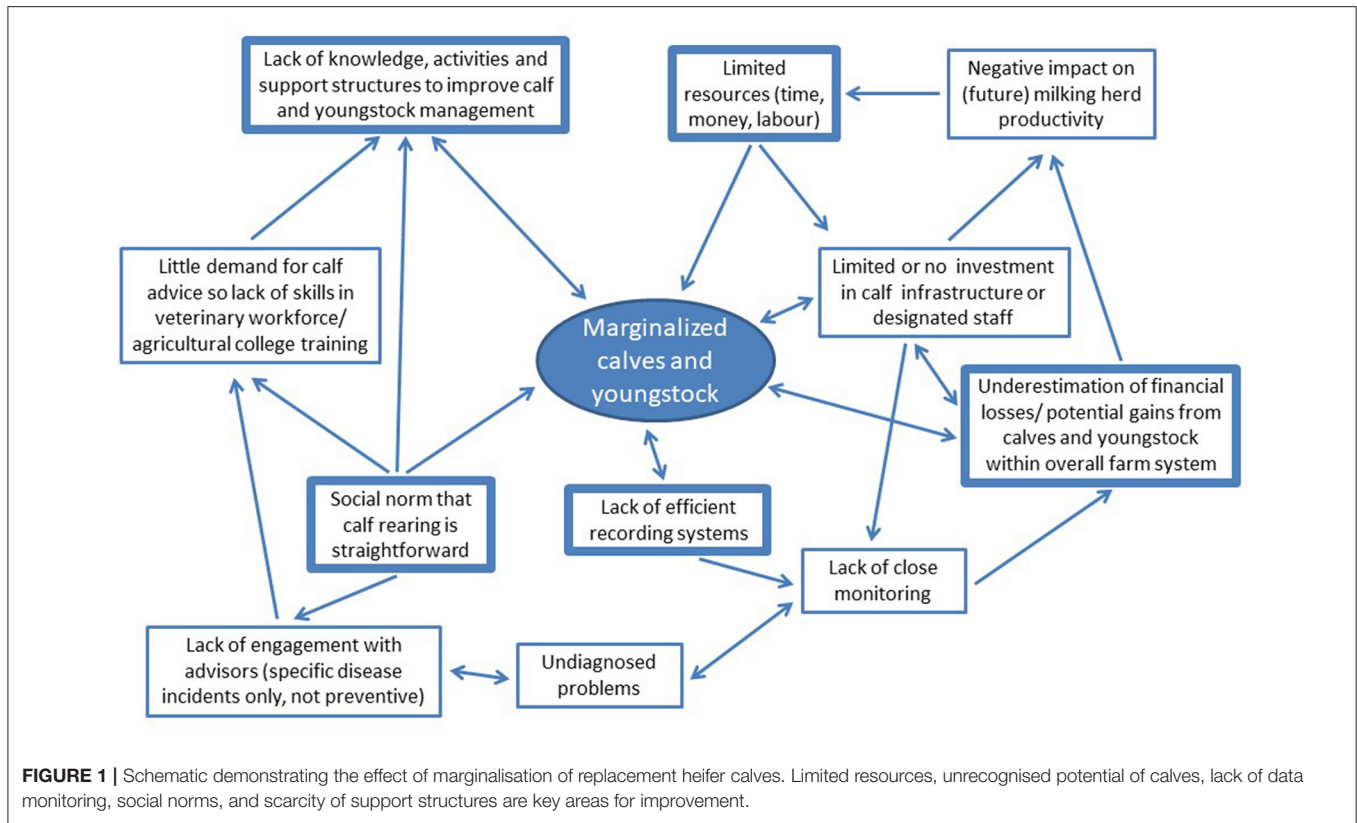 Lack of knowledge, activities and
support structures to improve calf
and youngstock management
Limited
resources (time,
money, labour)
Negative impact on
(future) milking herd
productivity
Little demand for calf
advice so lack of skills in
veterinary workforce/
agricultural college training
Limited or no investment
in calf infrastructure or
designated staff
Marginalized
calves and
youngstock
Underestimation of financial
losses/ potential gains from
calves and youngstock
within overall farm system
Social norm that
calf rearing is
straightforward
Lack of efficient
recording systems
Lack of close
monitoring
Lack of engagement with
advisors (specific disease
incidents only, not preventive)
Undiagnosed
problems
FIGURE 1 | Schematic demonstrating the effect of marginalisation of replacement heifer calves. Limited resources, unrecognised potential of calves, lack of data
monitoring, social norms, and scarcity of support structures are key areas for improvement.